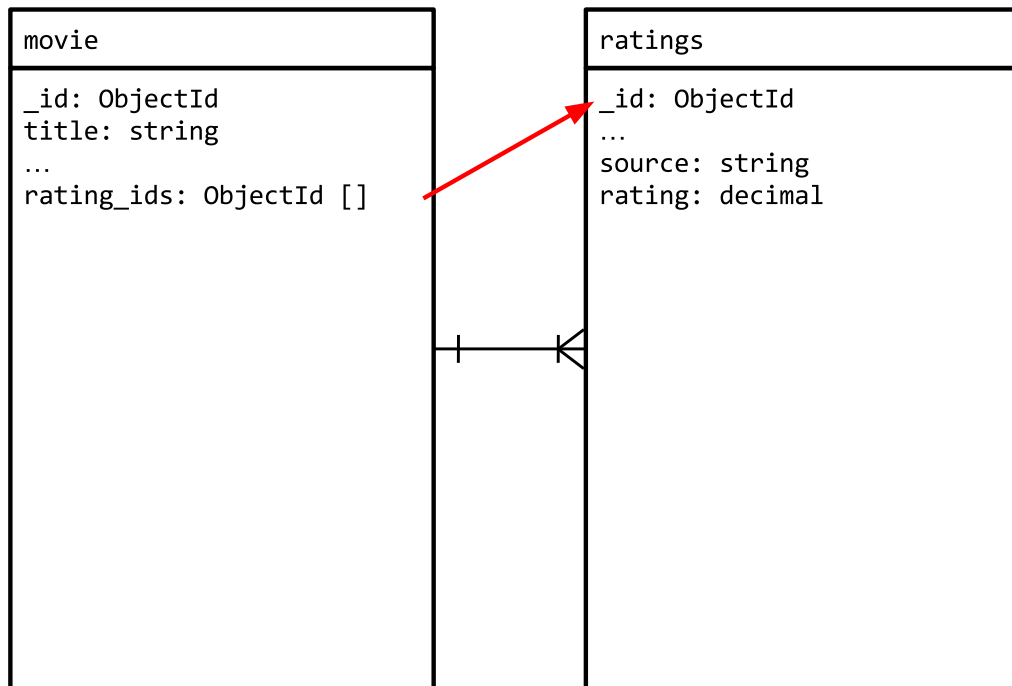 movie
_id: ObjectId
title: string
…
rating_ids: ObjectId []
ratings
_id: ObjectId
…
source: string
rating: decimal